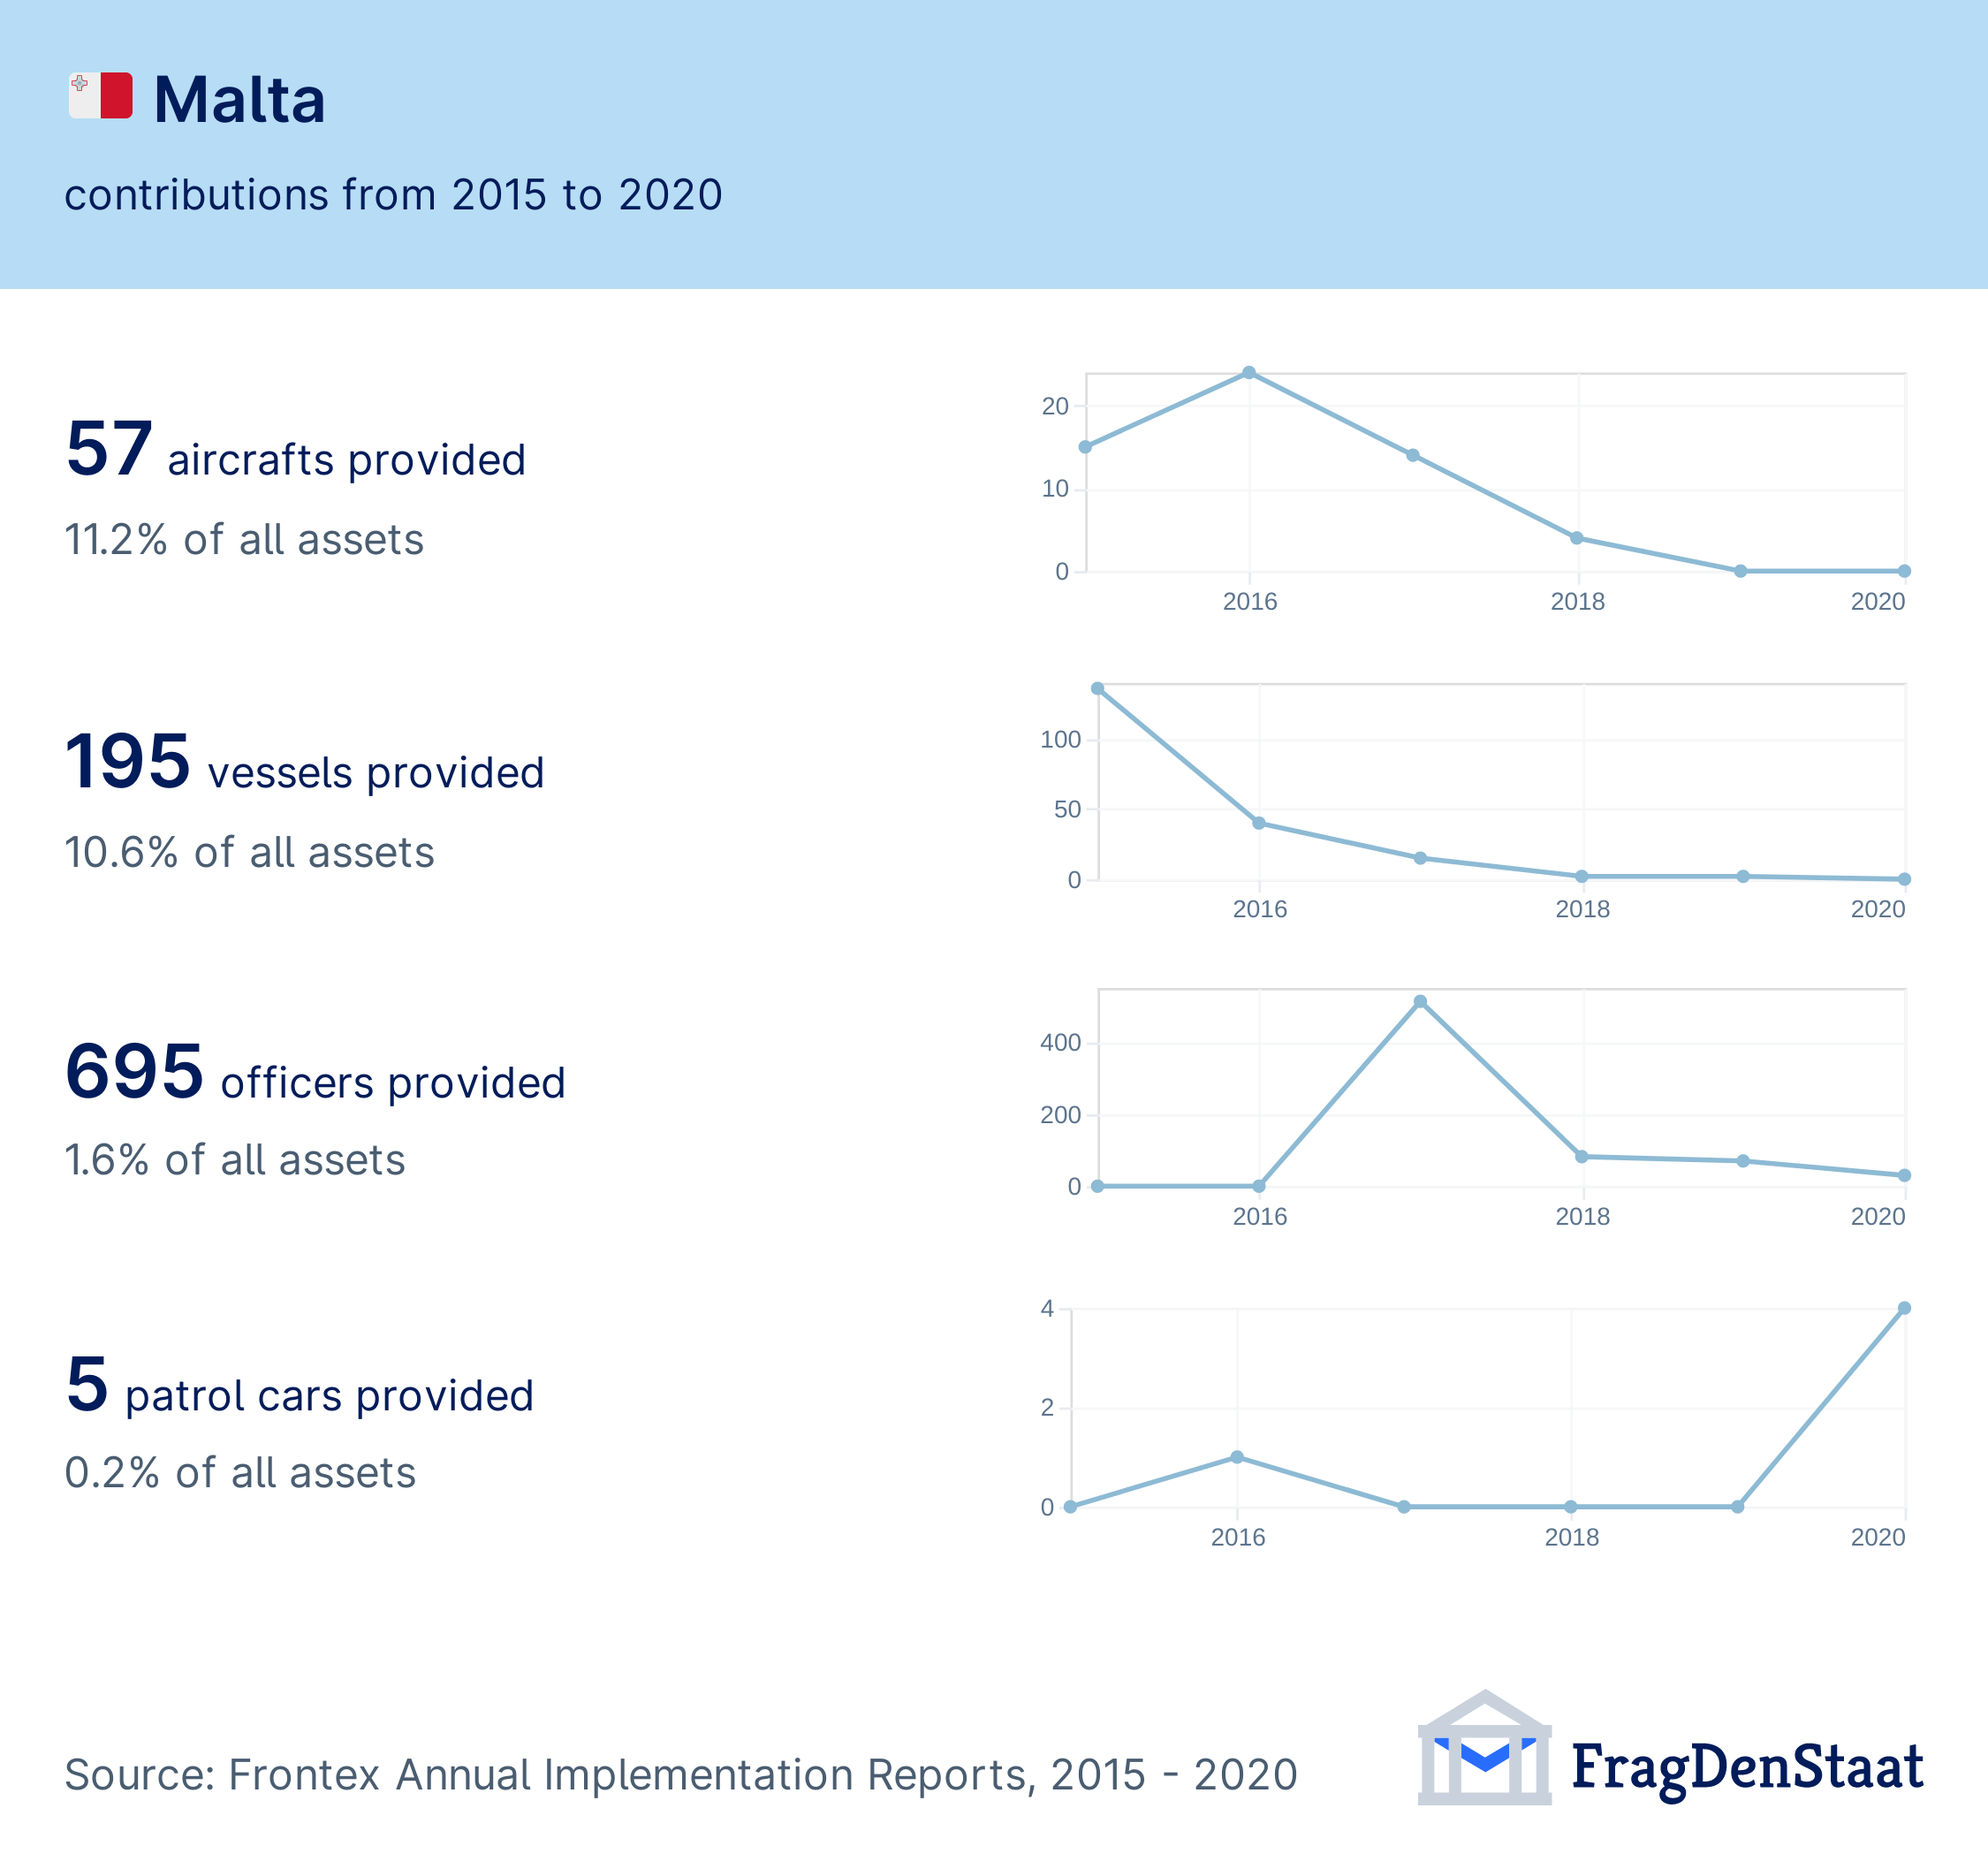 Malta
contributions from 2015 to 2020
57 aircrafts provided
11.2% of all assets
20
10
0
2016 2018 2020
195 vessels provided
10.6% of all assets
100
50
0
2016 2018 2020
695 officers provided
1.6% of all assets
400
200
0
2016 2018 2020
5 patrol cars provided
0.2% of all assets
4
2
0
2016 2018 2020
Source: Frontex Annual Implementation Reports, 2015 - 2020
FragDenStaat